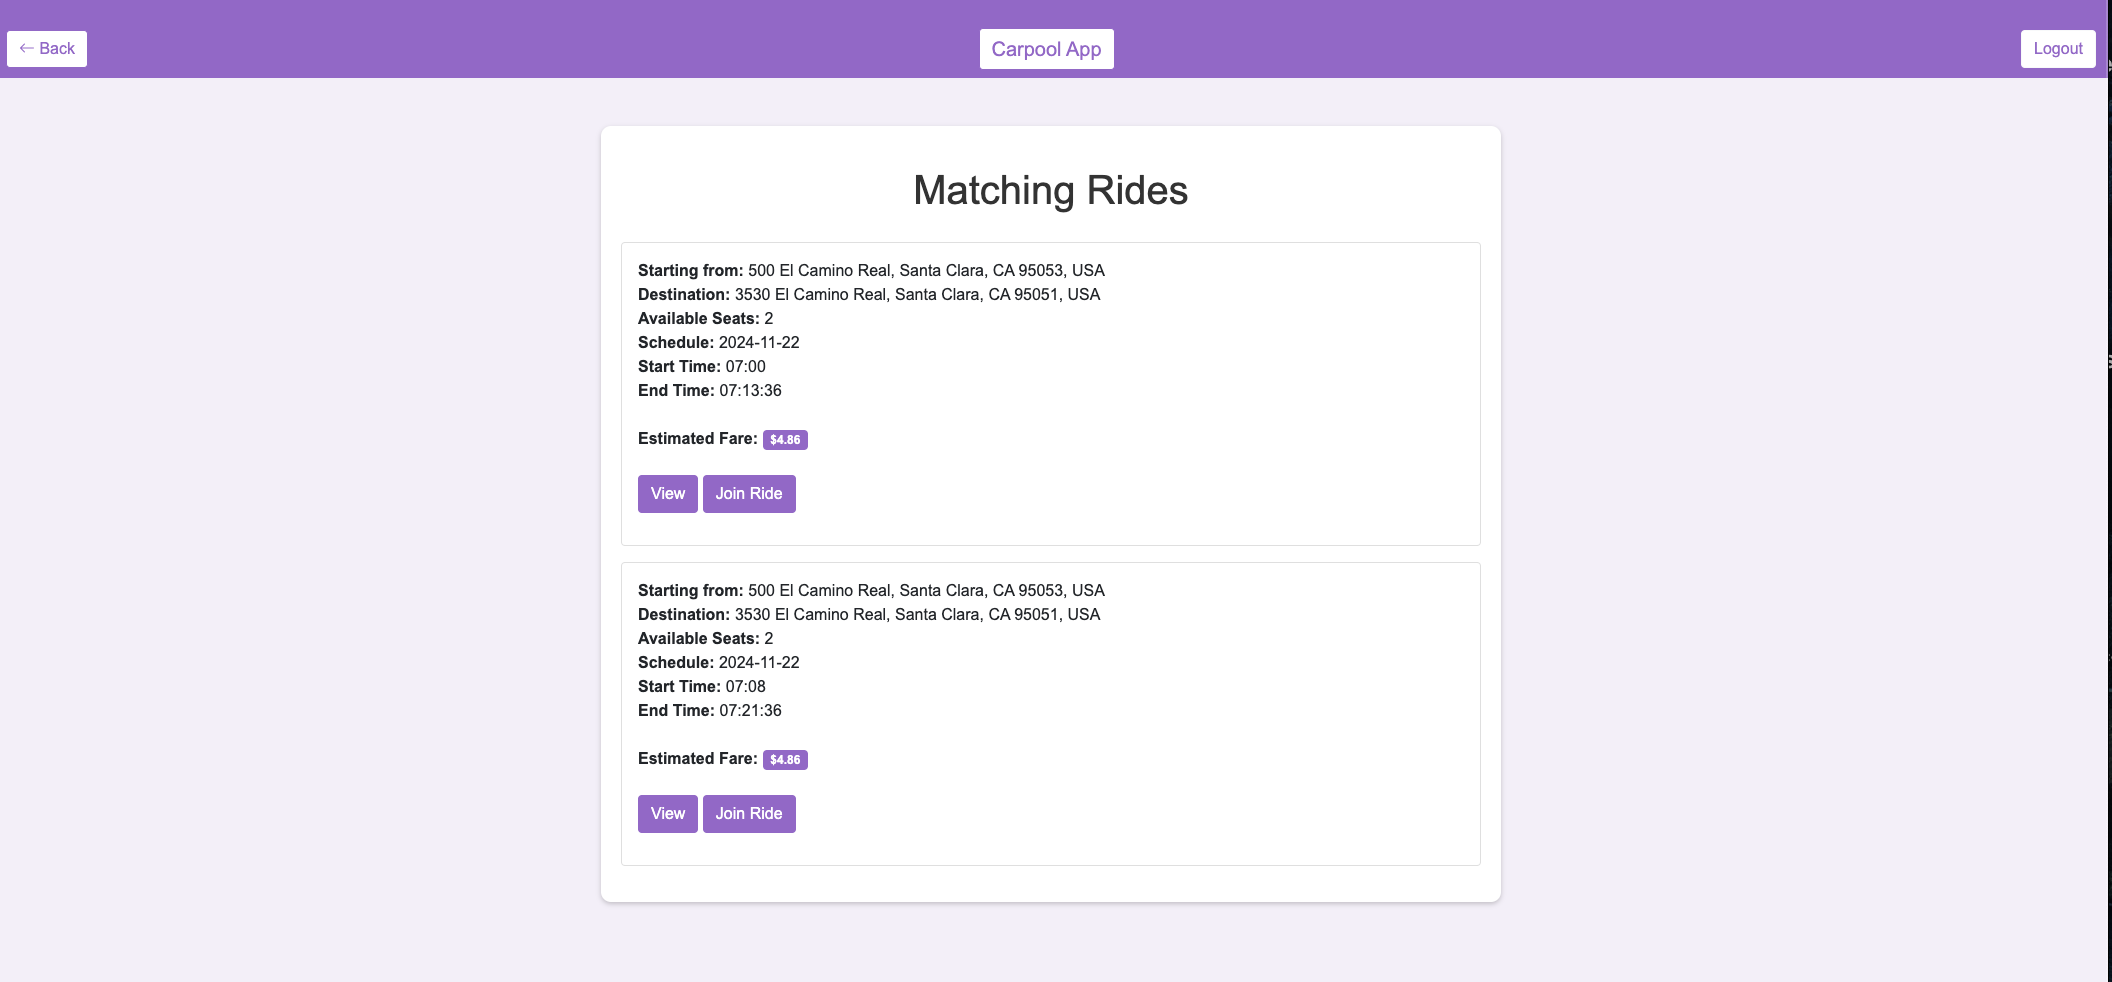 ← Back
Carpool App
Logout
Matching Rides
Starting from: 500 El Camino Real, Santa Clara, CA 95053, USA
Destination: 3530 El Camino Real, Santa Clara, CA 95051, USA
Available Seats: 2
Schedule: 2024-11-22
Start Time: 07:00
End Time: 07:13:36
Estimated Fare: $4.86
View Join Ride
Starting from: 500 El Camino Real, Santa Clara, CA 95053, USA
Destination: 3530 El Camino Real, Santa Clara, CA 95051, USA
Available Seats: 2
Schedule: 2024-11-22
Start Time: 07:08
End Time: 07:21:36
Estimated Fare: $4.86
View Join Ride